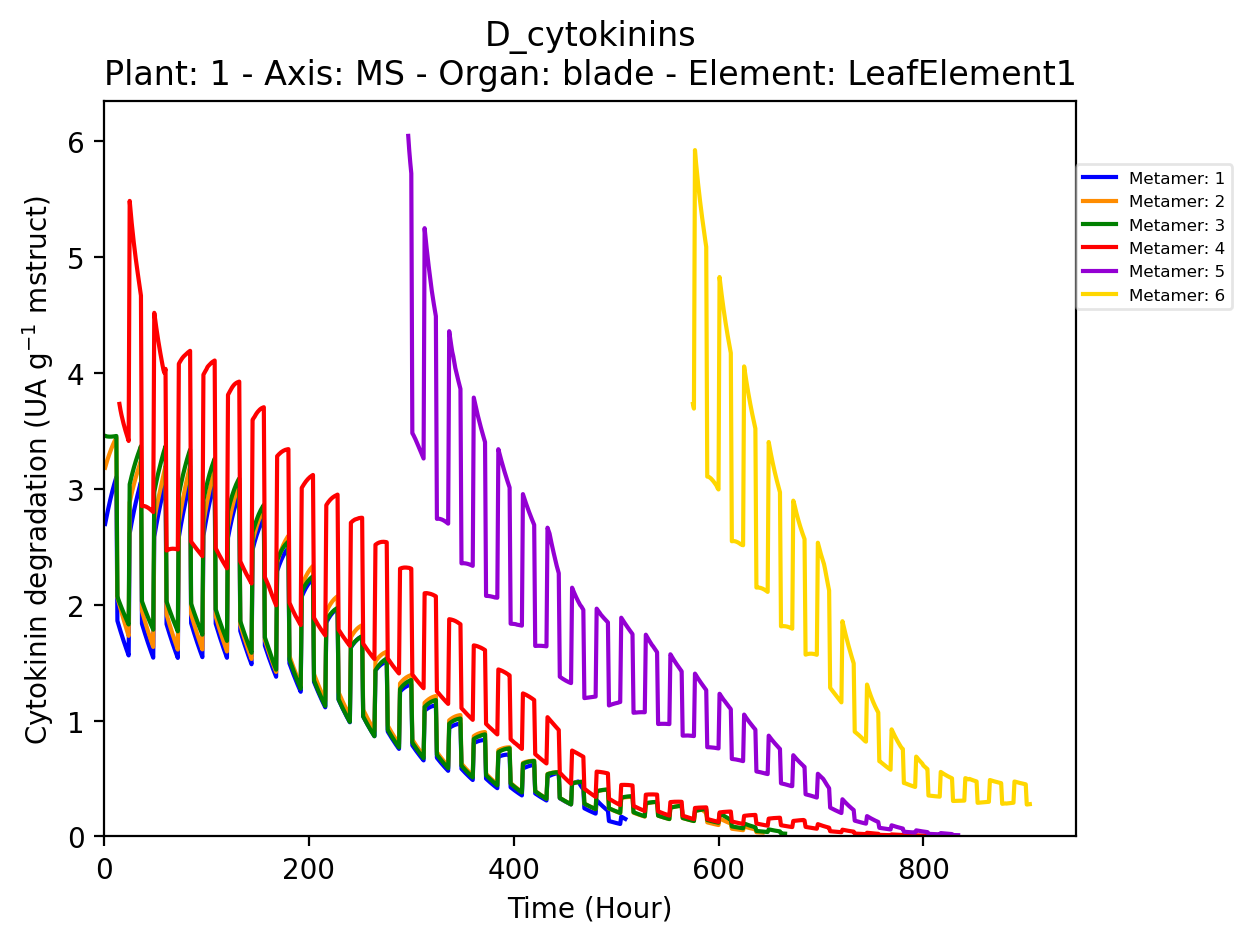 D_cytokinins
Plant: 1 - Axis: MS - Organ: blade - Element: LeafElement1
Cytokinin degradation (UA g⁻¹ mstruct)
6
5
4
3
2
1
0
0 200 400 600 800
Time (Hour)
Metamer: 1
Metamer: 2
Metamer: 3
Metamer: 4
Metamer: 5
Metamer: 6